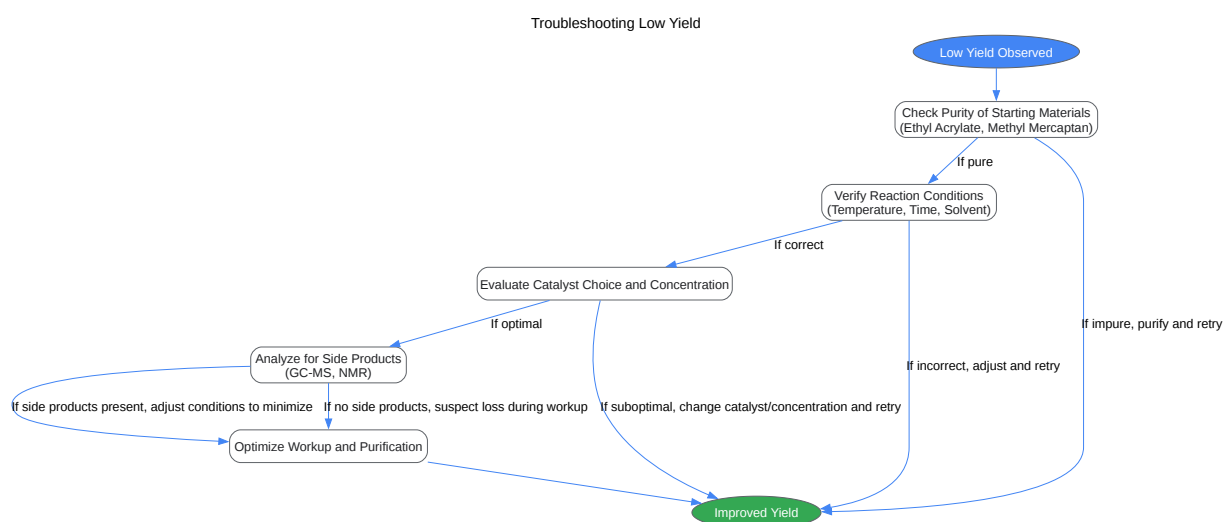 Troubleshooting Low Yield
Low Yield Observed
Check Purity of Starting Materials
(Ethyl Acrylate, Methyl Mercaptan)
If pure
Verify Reaction Conditions
(Temperature, Time, Solvent)
If correct
Evaluate Catalyst Choice and Concentration
If optimal
If impure, purify and retry
Analyze for Side Products
(GC-MS, NMR)
If incorrect, adjust and retry
If side products present, adjust conditions to minimize
If no side products, suspect loss during workup
If suboptimal, change catalyst/concentration and retry
Optimize Workup and Purification
Improved Yield